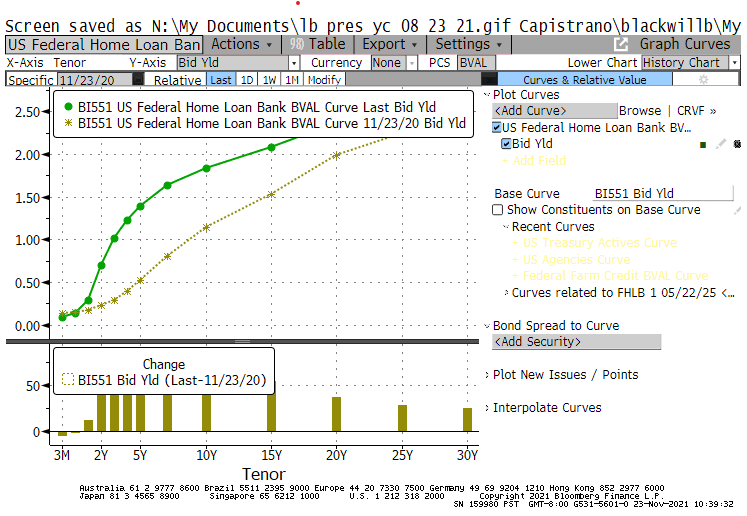 Screen saved as N:\My Documents\lb pres yc 08 23 21.gif Capistrano\blackwillb\My
US Federal Home Loan Ban Actions 98) Table Export Settings Graph Curves
X-Axis Tenor Y-Axis Bid Yld Currency None PCS BVAL Lower Chart History Chart
Specific 11/23/20 Relative Last 1D 1W 1M Modify Curves & Relative Value
BI551 US Federal Home Loan Bank BVAL Curve Last Bid Yld
BI551 US Federal Home Loan Bank BVAL Curve 11/23/20 Bid Yld
2.50
2.00
1.50
1.00
0.50
0.00
Change
BI551 Bid Yld (Last-11/23/20)
50
0
3M 2Y 5Y 10Y 15Y 20Y 25Y 30Y
Tenor
Plot Curves
<Add Curve> Browse | CRVF »
US Federal Home Loan Bank BV...
Bid Yld
+ Add Field
Base Curve BI551 Bid Yld
Show Constituents on Base Curve
Recent Curves
+ US Treasury Actives Curve
+ US Agencies Curve
+ Federal Farm Credit BVAL Curve
Curves related to FHLB 1 05/22/25 <...
Bond Spread to Curve
<Add Security>
Plot New Issues / Points
Interpolate Curves
Australia 61 2 9777 8600 Brazil 5511 2395 9000 Europe 44 20 7330 7500 Germany 49 69 9204 1210 Hong Kong 852 2977 6000
Japan 81 3 4565 8900 Singapore 65 6212 1000 U.S. 1 212 318 2000 Copyright 2021 Bloomberg Finance L.P.
SN 159980 PST GMT-8:00 G531-5601-0 23-Nov-2021 10:39:32